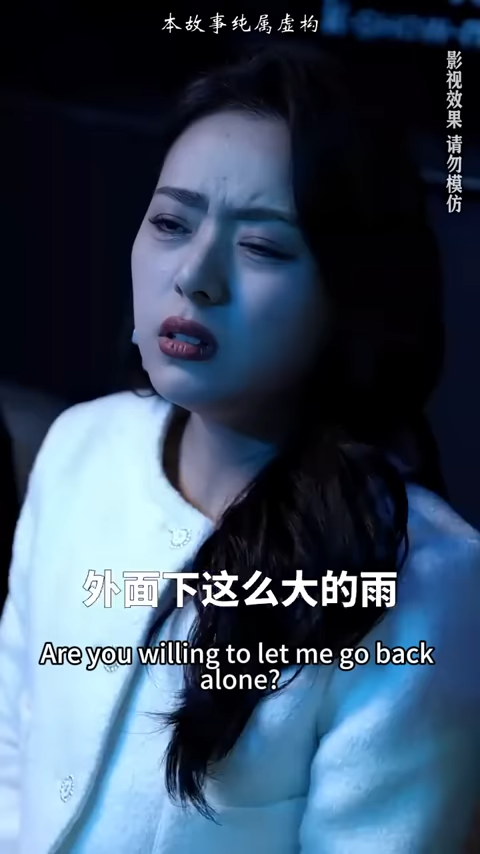 本故事纯属虚构
影视效果 请勿模仿
外面下这么大的雨
Are you willing to let me go back
alone?